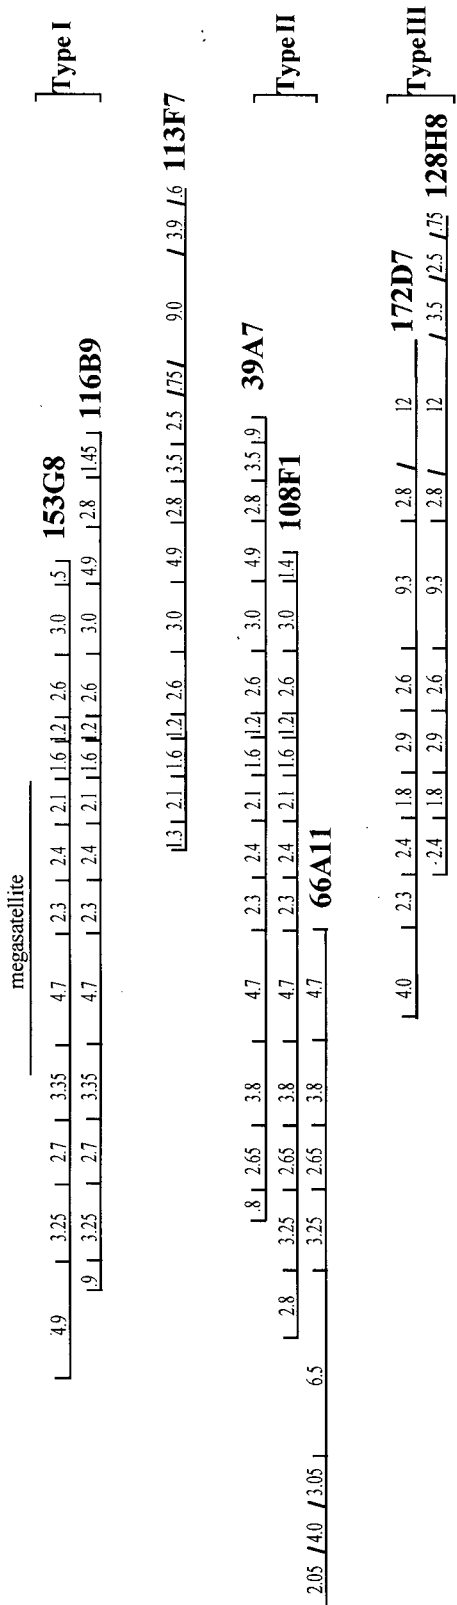 megasatellite
153G8
4.9 3.25 2.7 3.35 4.7 2.3 2.4 2.1 1.6 1.2 2.6 3.0 .5
Type I
116B9
.9 3.25 2.7 3.35 4.7 2.3 2.4 2.1 1.6 1.2 2.6 3.0 4.9 2.8 1.45
113F7
1.3 2.1 1.6 1.2 2.6 3.0 4.9 2.8 3.5 2.5 .75 9.0 3.9 .6
39A7
.8 2.65 3.8 4.7 2.3 2.4 2.1 1.6 1.2 2.6 3.0 4.9 2.8 3.5 .9
Type II
108F1
2.8 3.25 2.65 3.8 4.7 2.3 2.4 2.1 1.6 1.2 2.6 3.0 1.4
66A11
2.05 4.0 3.05 6.5 3.25 2.65 3.8 4.7
172D7
4.0 2.3 2.4 1.8 2.9 2.6 9.3 2.8 12
TypeIII
128H8
2.4 1.8 2.9 2.6 9.3 2.8 12 3.5 2.5 .75